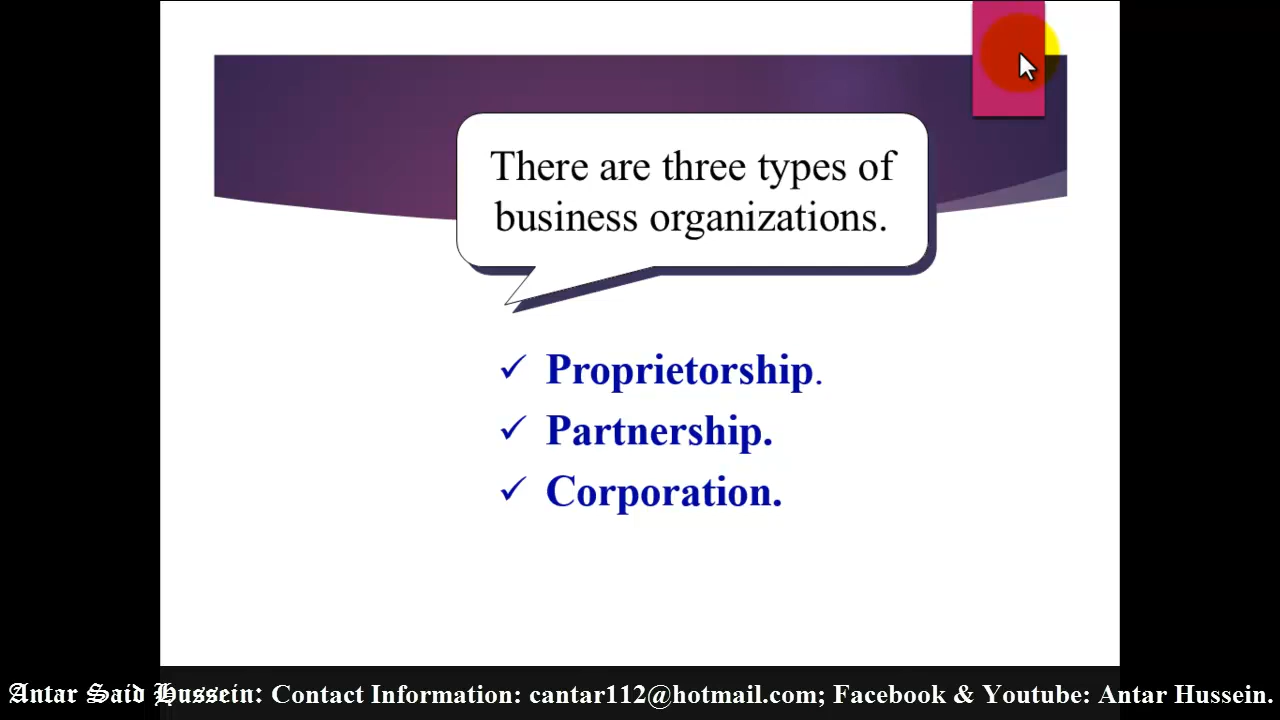 There are three types of
business organizations.
✓ Proprietorship.
✓ Partnership.
✓ Corporation.
Antar Said Hussein: Contact Information: cantar112@hotmail.com; Facebook & Youtube: Antar Hussein.